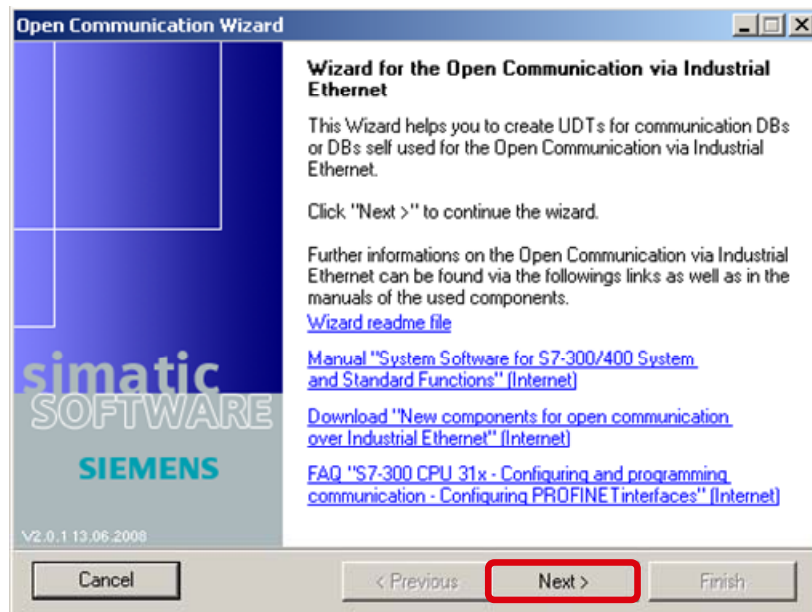 Open Communication Wizard
Wizard for the Open Communication via Industrial
Ethernet
This Wizard helps you to create UDTs for communication DBs
or DBs self used for the Open Communication via Industrial
Ethernet.
Click "Next >" to continue the wizard.
Further informations on the Open Communication via Industrial
Ethernet can be found via the followings links as well as in the
manuals of the used components.
Wizard readme file
Manual "System Software for S7-300/400 System
and Standard Functions" (Internet)
Download "New components for open communication
over Industrial Ethernet" (Internet)
FAQ "S7-300 CPU 31x - Configuring and programming
communication - Configuring PROFINET interfaces" (Internet)
simatic
SOFTWARE
SIEMENS
V2.0.1 13.06.2008
Cancel
< Previous
Next >
Finish